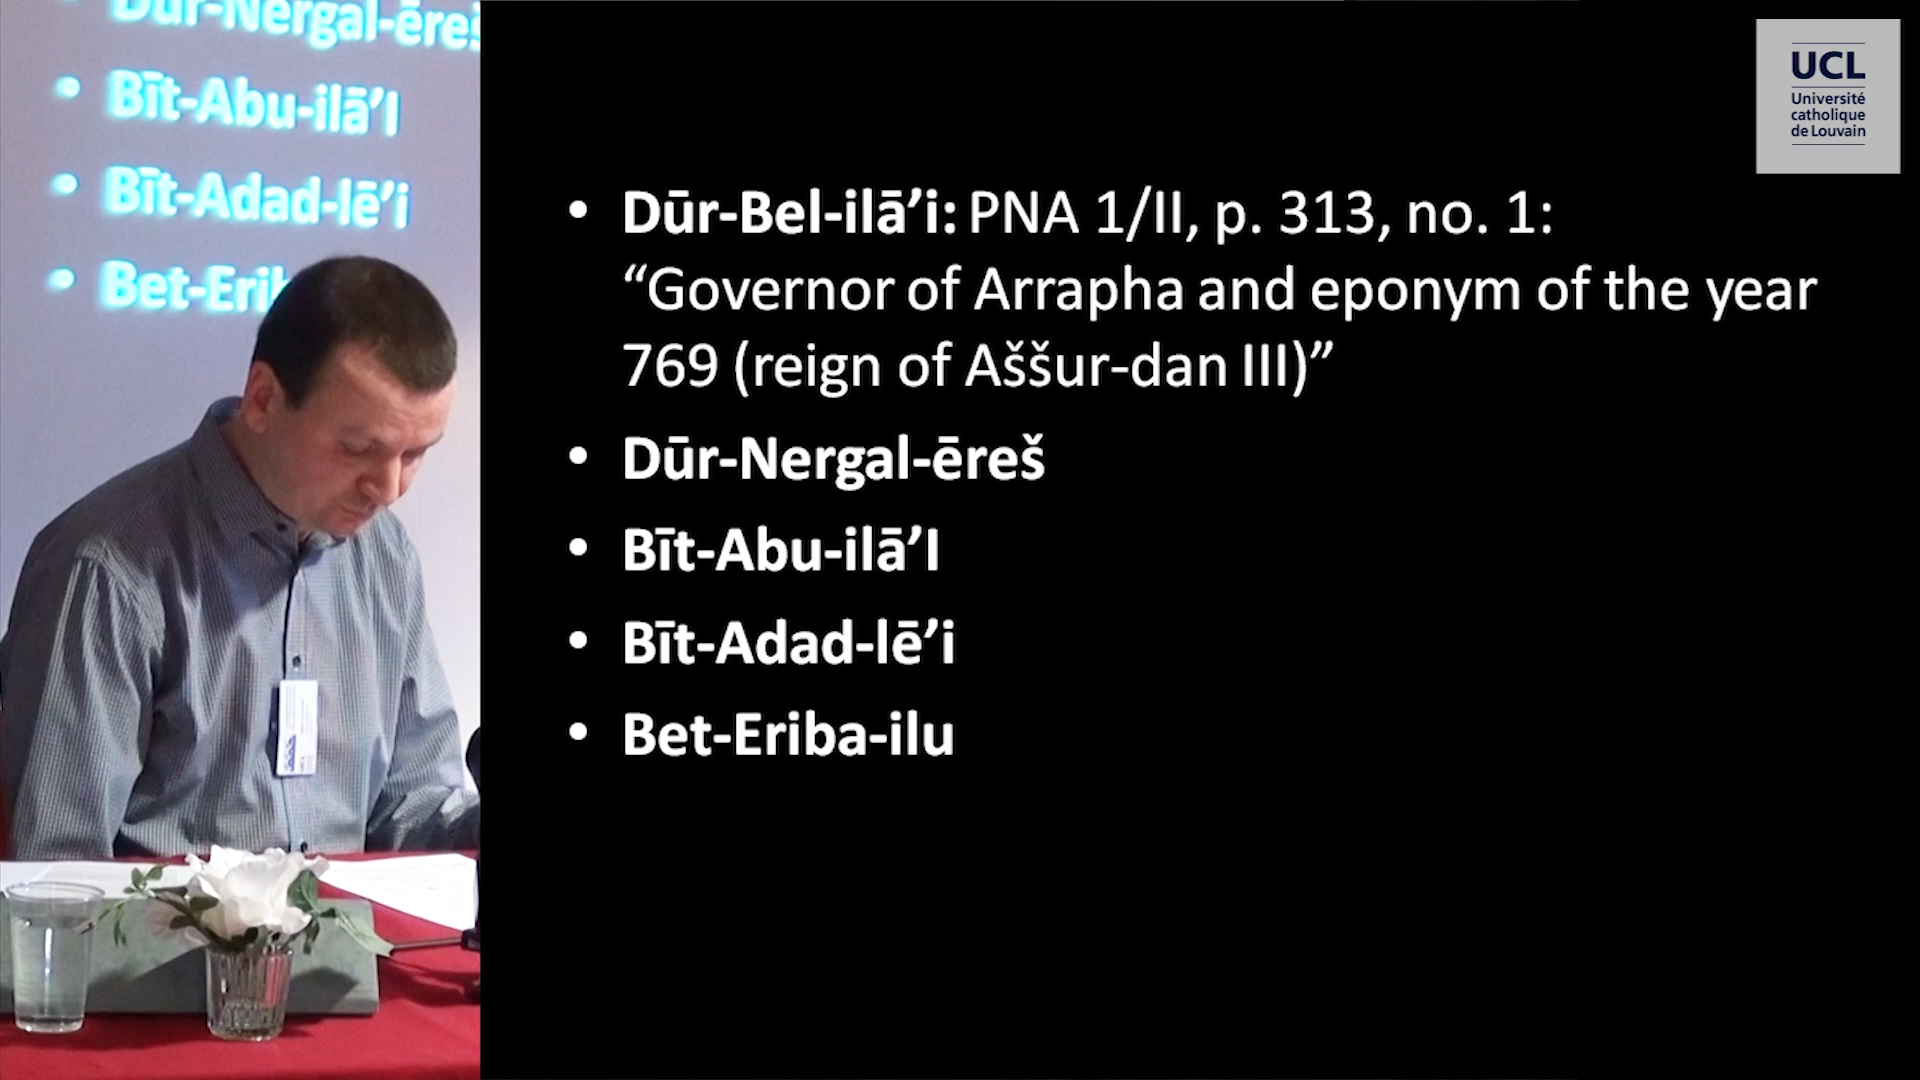 Dūr-Nergal-ēreš
• Bīt-Abu-ilā’I
• Bīt-Adad-lē’i
• Bet-Erib
UCL
Université
catholique
de Louvain
• Dūr-Bel-ilā’i: PNA 1/II, p. 313, no. 1:
“Governor of Arrapha and eponym of the year
769 (reign of Aššur-dan III)”
• Dūr-Nergal-ēreš
• Bīt-Abu-ilā’I
• Bīt-Adad-lē’i
• Bet-Eriba-ilu